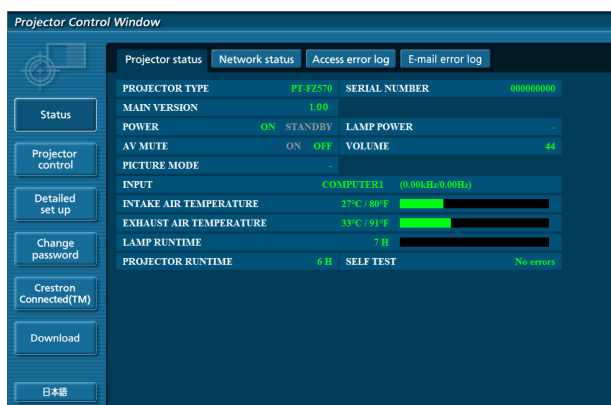 Projector Control Window
Projector status Network status Access error log E-mail error log
Status
Projector control
Detailed set up
Change password
Crestron Connected(TM)
Download
日本語
PROJECTOR TYPE PT-FZ570 SERIAL NUMBER 000000000
MAIN VERSION 1.00
POWER ON STANDBY LAMP POWER -
AV MUTE ON OFF VOLUME 44
PICTURE MODE -
INPUT COMPUTER1 (0.00kHz/0.00Hz)
INTAKE AIR TEMPERATURE 27°C / 80°F
EXHAUST AIR TEMPERATURE 33°C / 91°F
LAMP RUNTIME 7 H
PROJECTOR RUNTIME 6 H SELF TEST No errors